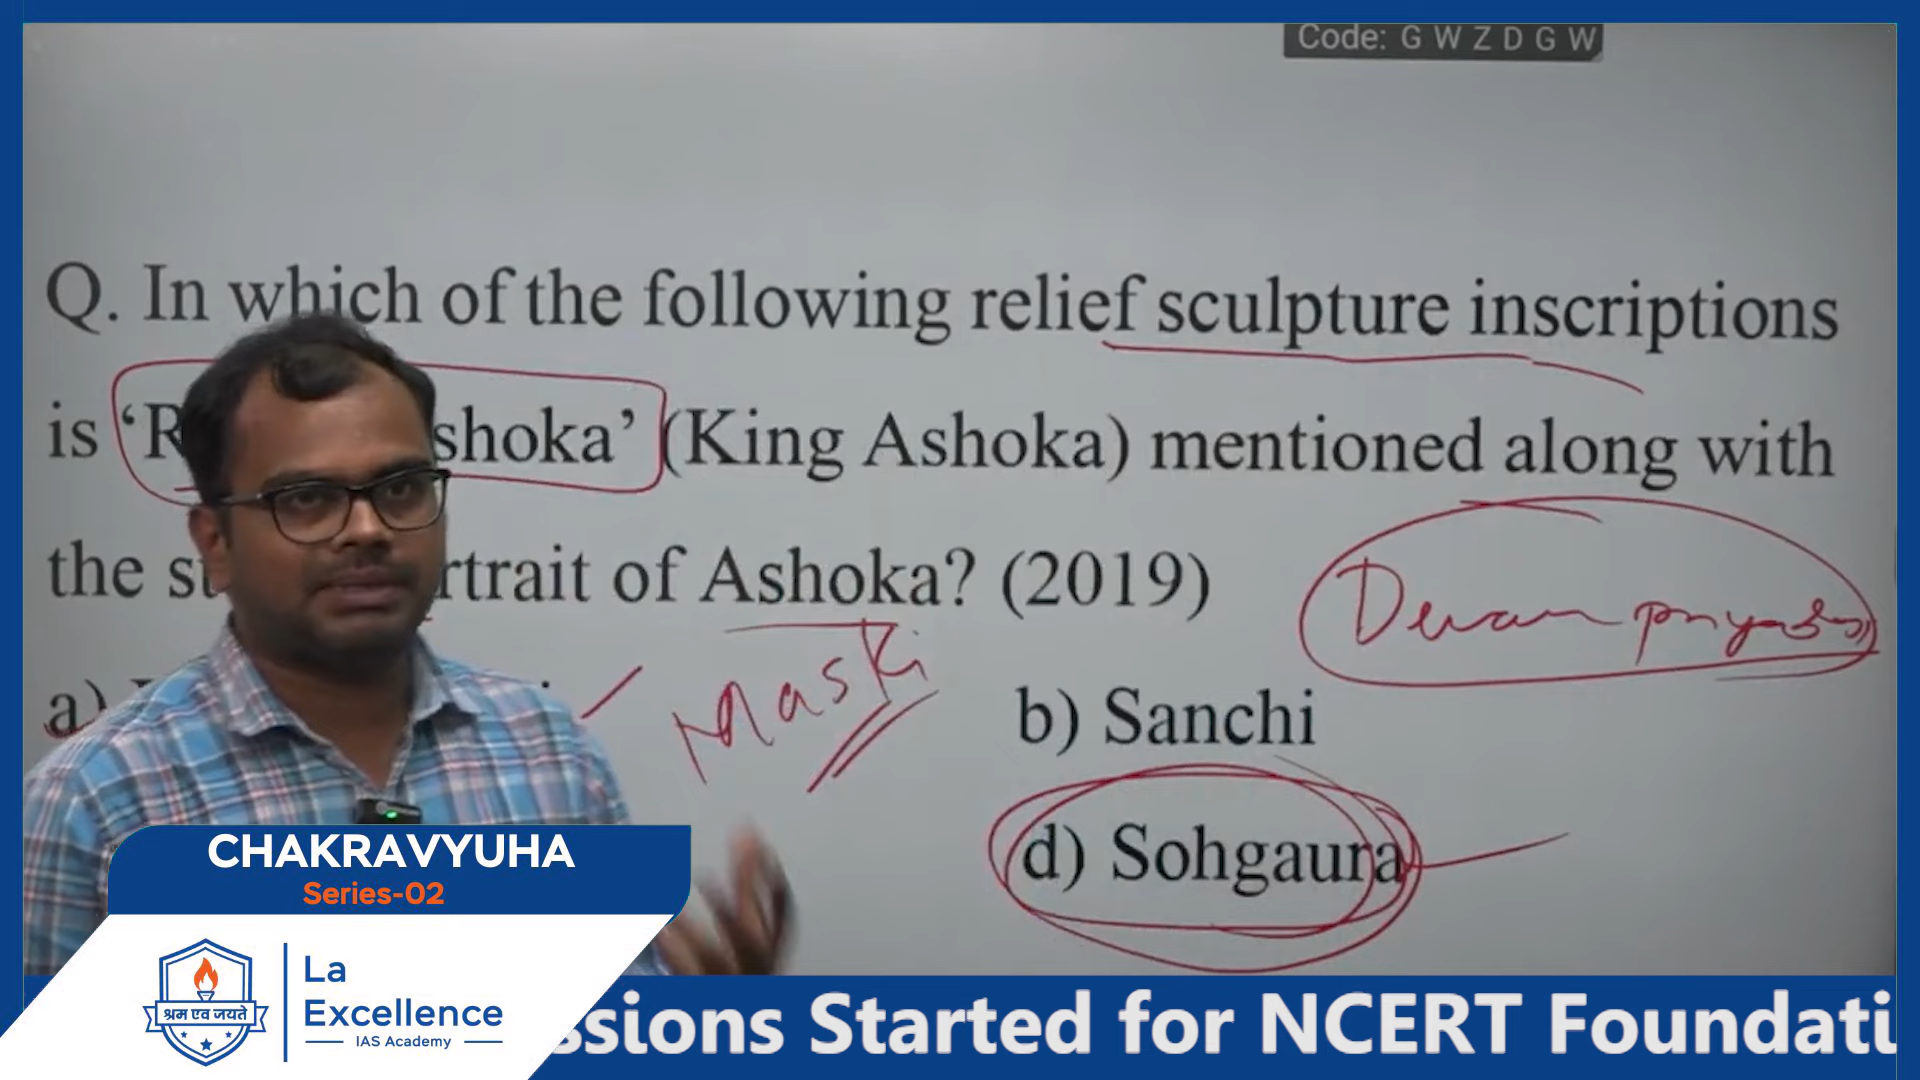 Code: G W Z D G W
Q. In which of the following relief sculpture inscriptions
is ‘R shoka’ (King Ashoka) mentioned along with
the st rtrait of Ashoka? (2019)
Maski
a)
b) Sanchi
d) Sohgaura
CHAKRAVYUHA
Series-02
श्रम एव जयते
La
Excellence
IAS Academy
ssions Started for NCERT Foundati